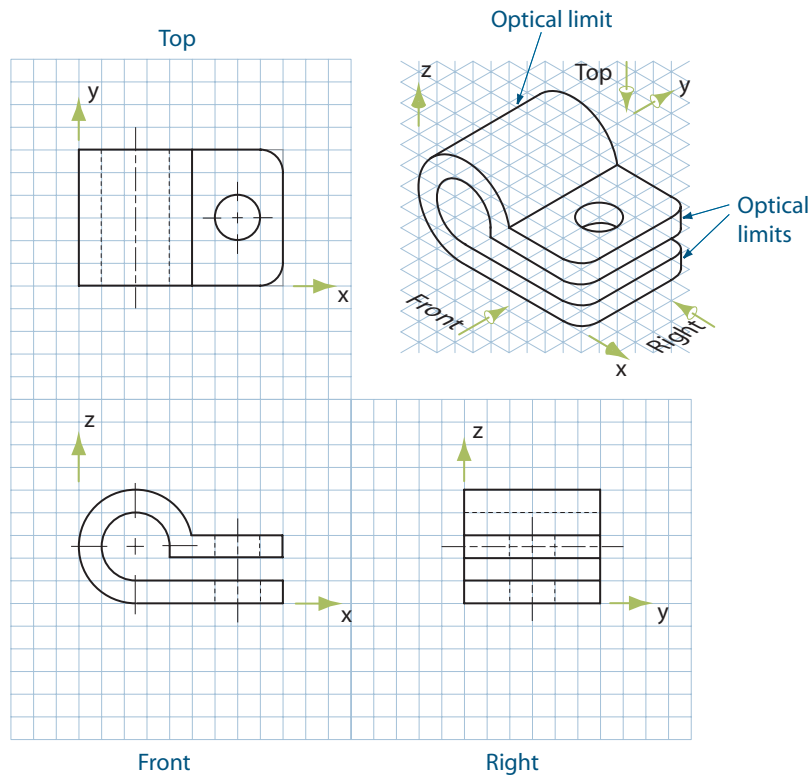 Optical limit
Top
z
Top
y
y
Optical
limits
x
Front
Right
x
z
z
x
y
Front
Right